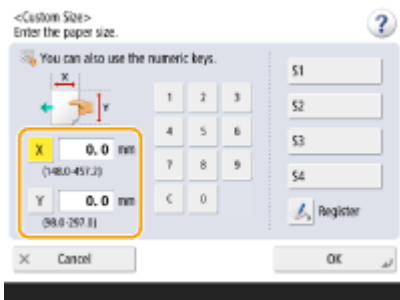 <Custom Size>
Enter the paper size.
?
You can also use the numeric keys.
X
Y
1 2 3
4 5 6
7 8 9
C 0
X 0.0 mm
(148.0-457.2)
Y 0.0 mm
(98.0-297.0)
S1
S2
S3
S4
Register
× Cancel
OK